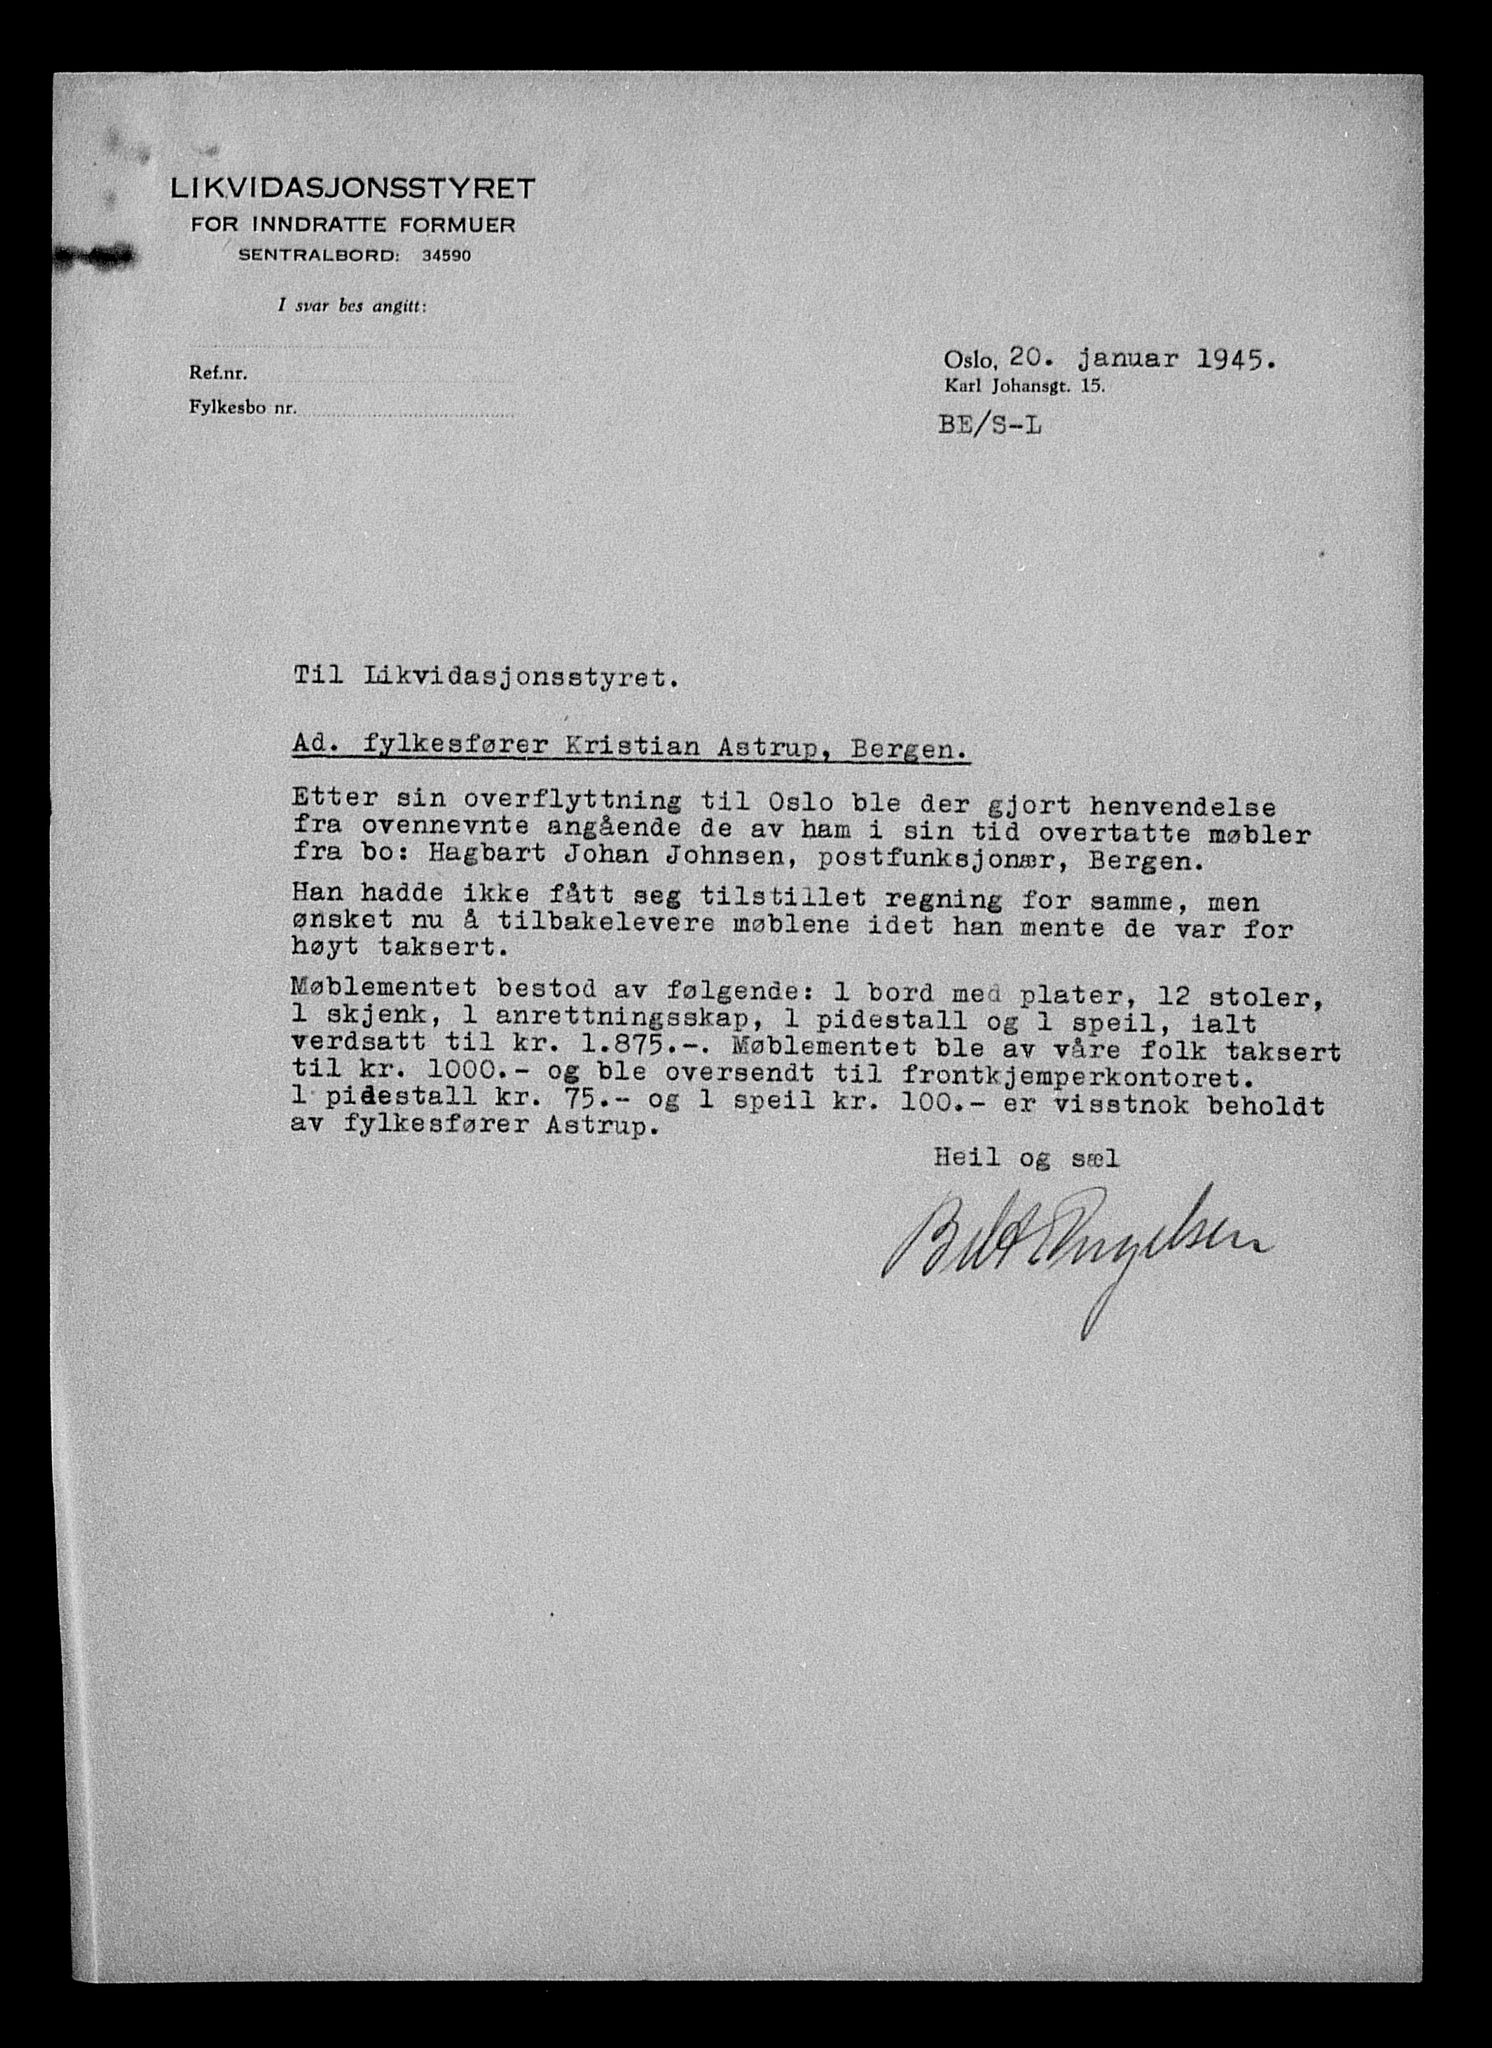 LIKVIDASJONSSTYRET
FOR INNDRATTE FORMUER
SENTRALBORD: 34590
I svar bes angitt:
Ref.nr.
Fylkesbo nr.
Oslo, 20. januar 1945.
Karl Johansgt. 15.
BE/S-L
Til Likvidasjonsstyret.
Ad. fylkesfører Kristian Astrup, Bergen.
Etter sin overflyttning til Oslo ble der gjort henvendelse
fra ovennevnte angående de av ham i sin tid overtatte møbler
fra bo: Hagbart Johan Johnsen, postfunksjonær, Bergen.
Han hadde ikke fått seg tilstillet regning for samme, men
ønsket nu å tilbakelevere møblene idet han mente de var for
høyt taksert.
Møblementet bestod av følgende: 1 bord med plater, 12 stoler,
1 skjenk, 1 anrettningsskap, 1 pidestall og 1 speil, ialt
verdsatt til kr. 1.875.-. Møblementet ble av våre folk taksert
til kr. 1000.- og ble oversendt til frontkjemperkontoret.
1 pidestall kr. 75.- og 1 speil kr. 100.- er visstnok beholdt
av fylkesfører Astrup.
Heil og sæl
Engelsen